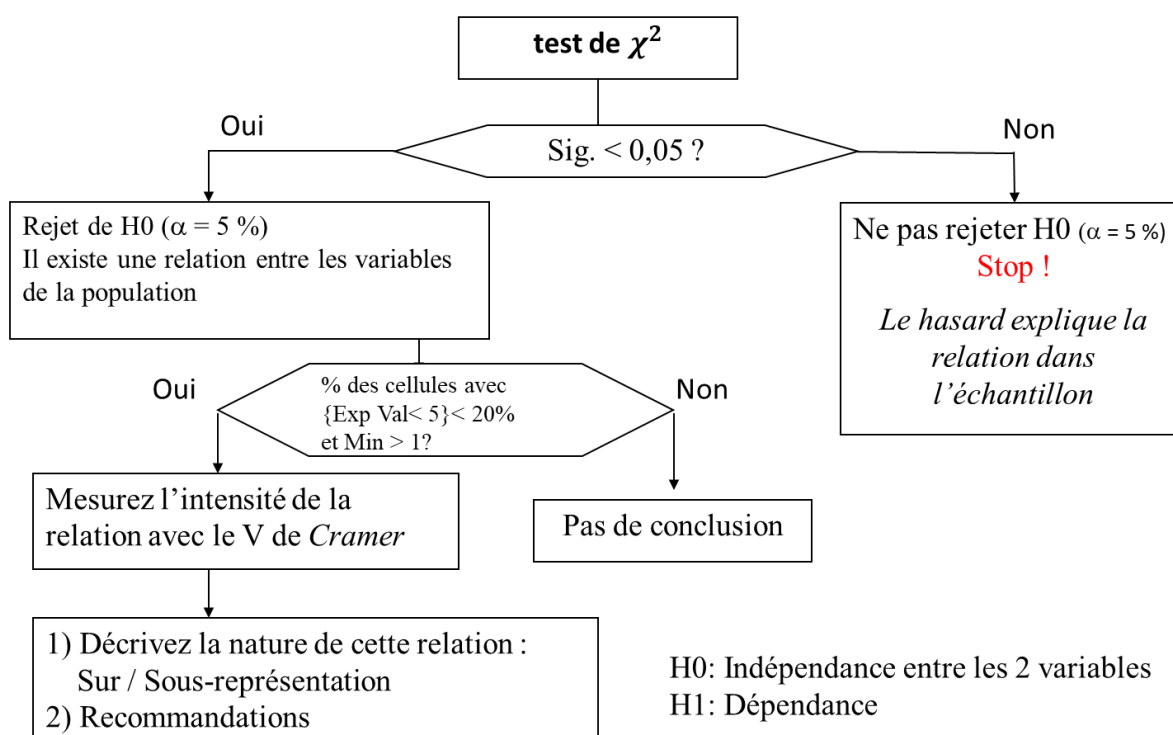 test de χ²
Oui
Non
Sig. < 0,05 ?
Rejet de H0 (α = 5 %)
Il existe une relation entre les variables
de la population
Ne pas rejeter H0 (α = 5 %)
Stop !
Le hasard explique la
relation dans
l’échantillon
Oui
Non
% des cellules avec
{Exp Val< 5}< 20%
et Min > 1?
Mesurez l’intensité de la
relation avec le V de Cramer
Pas de conclusion
1) Décrivez la nature de cette relation :
Sur / Sous-représentation
2) Recommandations
H0: Indépendance entre les 2 variables
H1: Dépendance